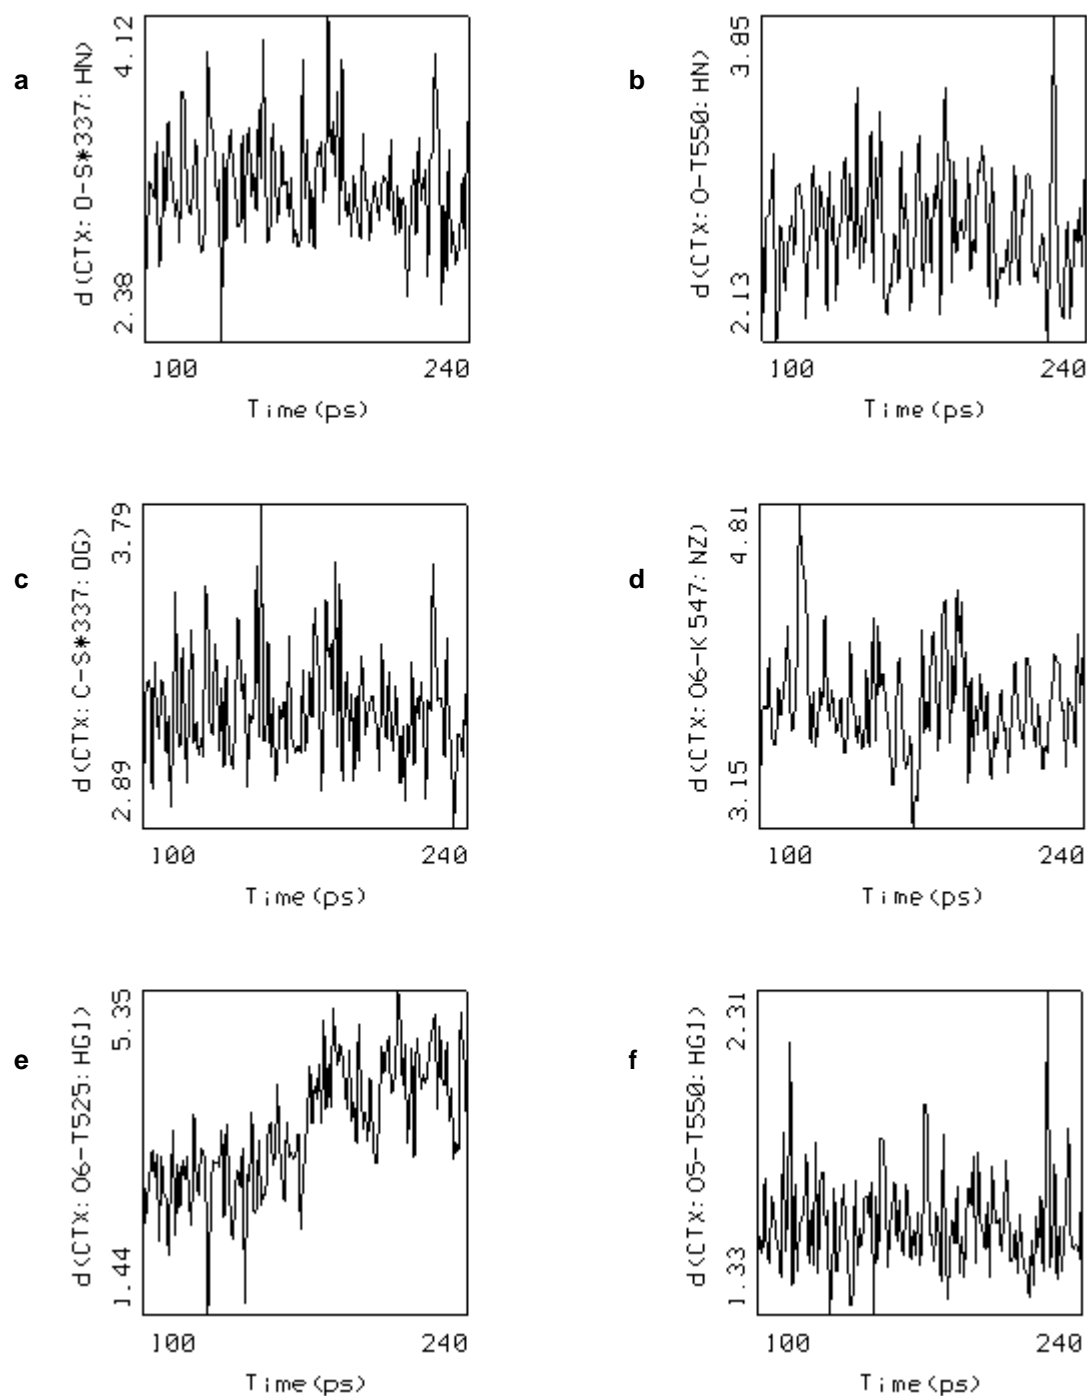 a
d(CTX: O-S*337: HN)
4.12
2.38
100
240
Time(ps)
b
d(CTX: O-T550: HN)
3.85
2.13
100
240
Time(ps)
c
d(CTX: C-S*337: OG)
3.79
2.89
100
240
Time(ps)
d
d(CTX: O6-K547: NZ)
4.81
3.15
100
240
Time(ps)
e
d(CTX: O6-T525: HG1)
5.35
1.44
100
240
Time(ps)
f
d(CTX: O5-T550: HG1)
2.31
1.33
100
240
Time(ps)